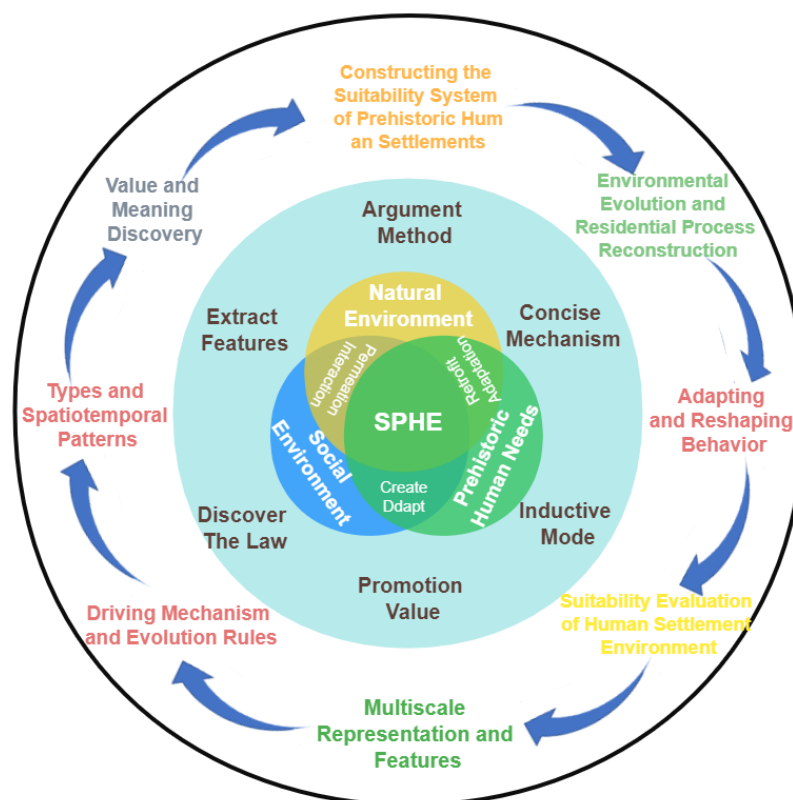 Constructing the
Suitability System
of Prehistoric Hum
an Settlements
Environmental
Evolution and
Residential Process
Reconstruction
Adapting
and Reshaping
Behavior
Suitability Evaluation
of Human Settlement
Environment
Multiscale
Representation and
Features
Driving Mechanism
and Evolution Rules
Types and
Spatiotemporal
Patterns
Value and
Meaning
Discovery
Argument
Method
Concise
Mechanism
Inductive
Mode
Promotion
Value
Discover
The Law
Extract
Features
Natural
Environment
Permeation
Interaction
Retrofit
Adaptation
SPHE
Social
Environment
Prehistoric
Human Needs
Create
Ddapt